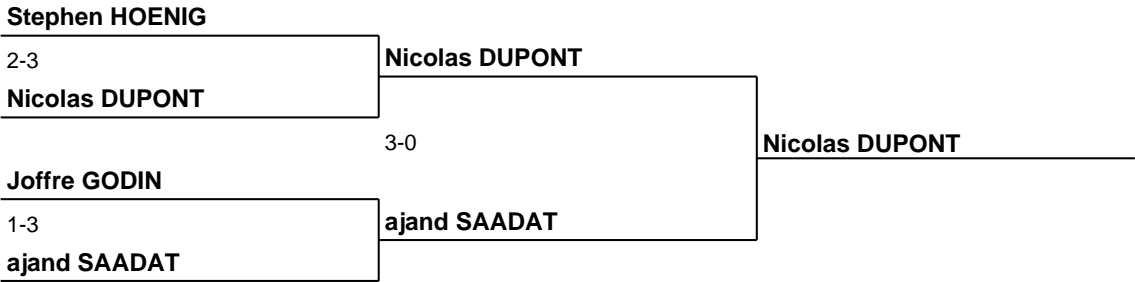 Stephen HOENIG
2-3
Nicolas DUPONT
Nicolas DUPONT
3-0
Nicolas DUPONT
Joffre GODIN
1-3
ajand SAADAT
ajand SAADAT